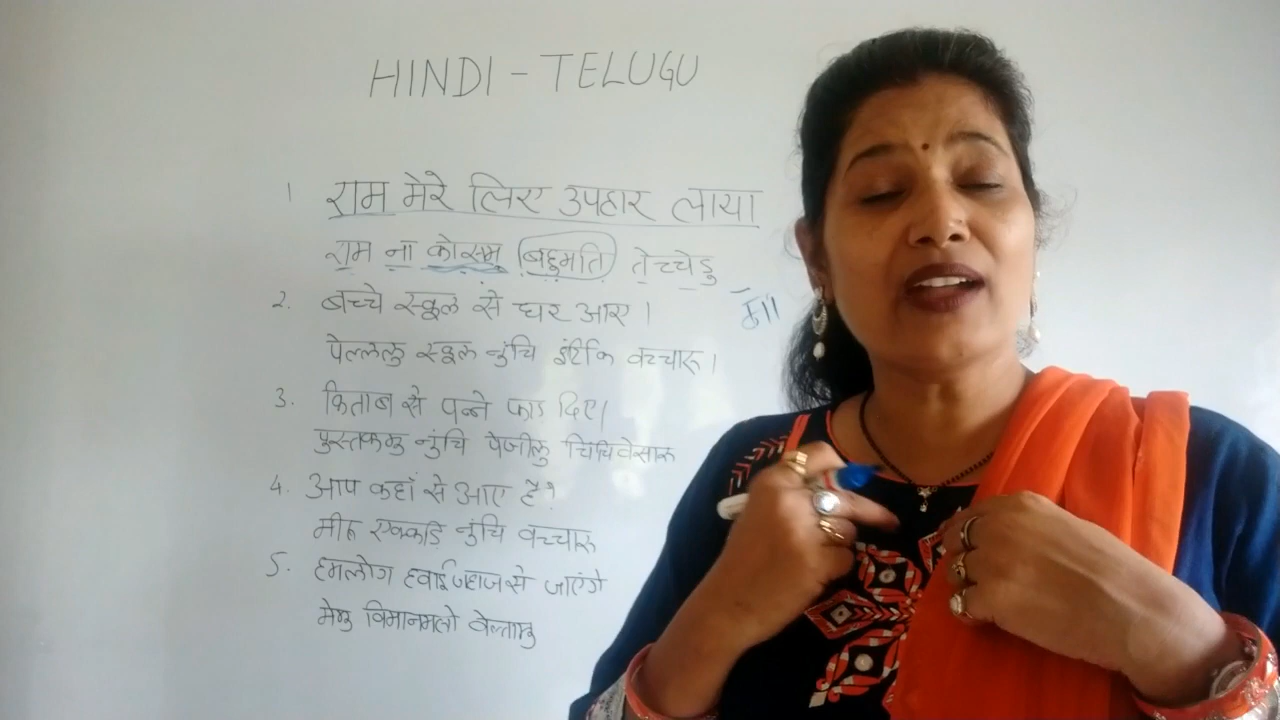 HINDI - TELUGU
1 राम मेरे लिए उपहार लाया
राम ना कोसमु बहुमति तेच्चेडु
2. बच्चे स्कूल से घर आए।
पेल्ललु स्कूल नुंचि इंटिकि वच्चारू।
3. किताब से पन्ने फाड दिए।
पुस्तकमु नुंचि पेजीलु चिंचिवेसारू
4. आप कहाँ से आए हैं?
मीरू एक्कडि नुंचि वच्चारू
5. हमलोग हवाईजहाज से जाएंगे
मेमु विमानमलो वेल्तामु